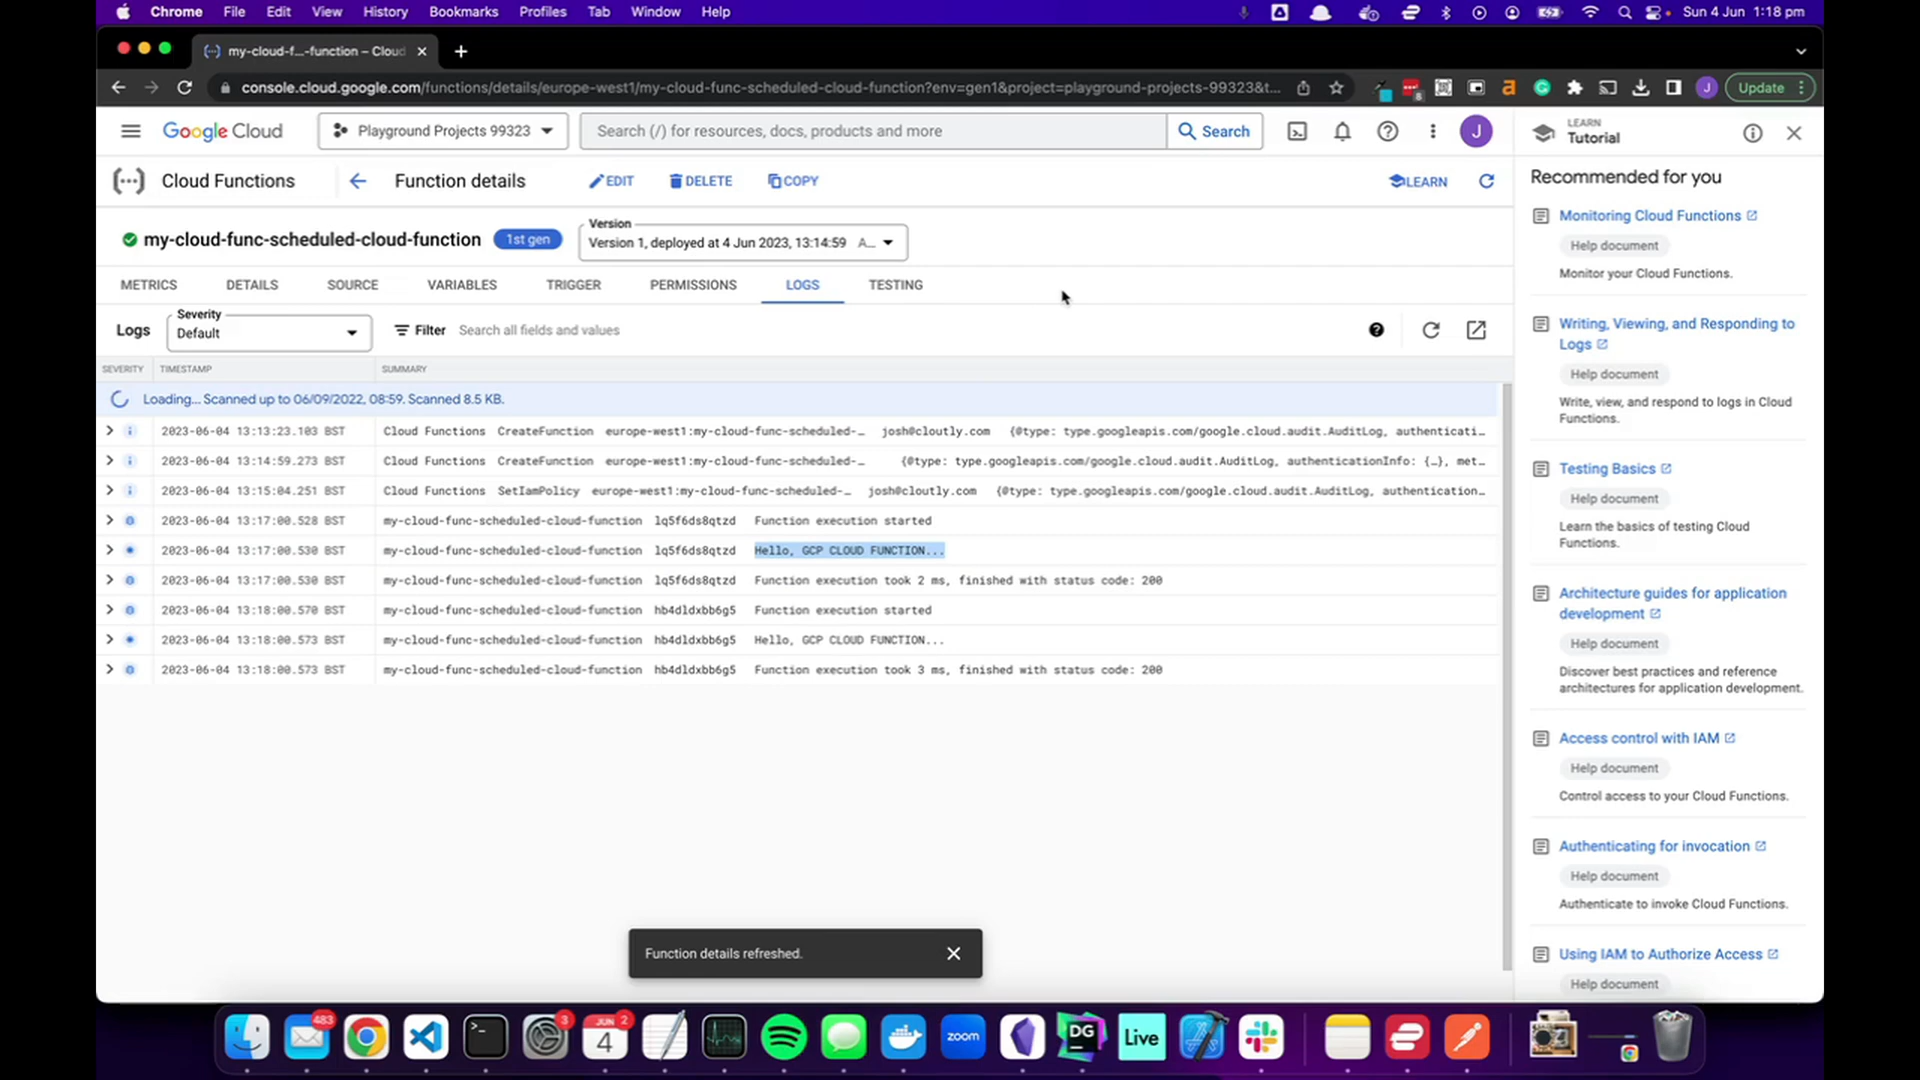 Chrome File Edit View History Bookmarks Profiles Tab Window Help Sun 4 Jun 1:18 pm
my-cloud-f...-function – Cloud
console.cloud.google.com/functions/details/europe-west1/my-cloud-func-scheduled-cloud-function?env=gen1&project=playground-projects-99323&t... J Update
Google Cloud Playground Projects 99323 Search (/) for resources, docs, products and more Search J
LEARN
Tutorial
Cloud Functions Function details EDIT DELETE COPY LEARN
my-cloud-func-scheduled-cloud-function 1st gen
Version
Version 1, deployed at 4 Jun 2023, 13:14:59 A...
METRICS DETAILS SOURCE VARIABLES TRIGGER PERMISSIONS LOGS TESTING
Logs
Severity
Default
Filter Search all fields and values
SEVERITY TIMESTAMP SUMMARY
Loading... Scanned up to 06/09/2022, 08:59. Scanned 8.5 KB.
2023-06-04 13:13:23.103 BST Cloud Functions CreateFunction europe-west1:my-cloud-func-scheduled-… josh@cloutly.com {@type: type.googleapis.com/google.cloud.audit.AuditLog, authenticati…
2023-06-04 13:14:59.273 BST Cloud Functions CreateFunction europe-west1:my-cloud-func-scheduled-… {@type: type.googleapis.com/google.cloud.audit.AuditLog, authenticationInfo: {…}, met…
2023-06-04 13:15:04.251 BST Cloud Functions SetIamPolicy europe-west1:my-cloud-func-scheduled-… josh@cloutly.com {@type: type.googleapis.com/google.cloud.audit.AuditLog, authentication…
2023-06-04 13:17:00.528 BST my-cloud-func-scheduled-cloud-function lq5f6ds8qtzd Function execution started
2023-06-04 13:17:00.530 BST my-cloud-func-scheduled-cloud-function lq5f6ds8qtzd Hello, GCP CLOUD FUNCTION...
2023-06-04 13:17:00.530 BST my-cloud-func-scheduled-cloud-function lq5f6ds8qtzd Function execution took 2 ms, finished with status code: 200
2023-06-04 13:18:00.570 BST my-cloud-func-scheduled-cloud-function hb4dldxbb6g5 Function execution started
2023-06-04 13:18:00.573 BST my-cloud-func-scheduled-cloud-function hb4dldxbb6g5 Hello, GCP CLOUD FUNCTION...
2023-06-04 13:18:00.573 BST my-cloud-func-scheduled-cloud-function hb4dldxbb6g5 Function execution took 3 ms, finished with status code: 200
Function details refreshed.
Recommended for you
Monitoring Cloud Functions
Help document
Monitor your Cloud Functions.
Writing, Viewing, and Responding to
Logs
Help document
Write, view, and respond to logs in Cloud
Functions.
Testing Basics
Help document
Learn the basics of testing Cloud
Functions.
Architecture guides for application
development
Help document
Discover best practices and reference
architectures for application development.
Access control with IAM
Help document
Control access to your Cloud Functions.
Authenticating for invocation
Help document
Authenticate to invoke Cloud Functions.
Using IAM to Authorize Access
Help document
483 3 JUN 2 4 zoom DG Live